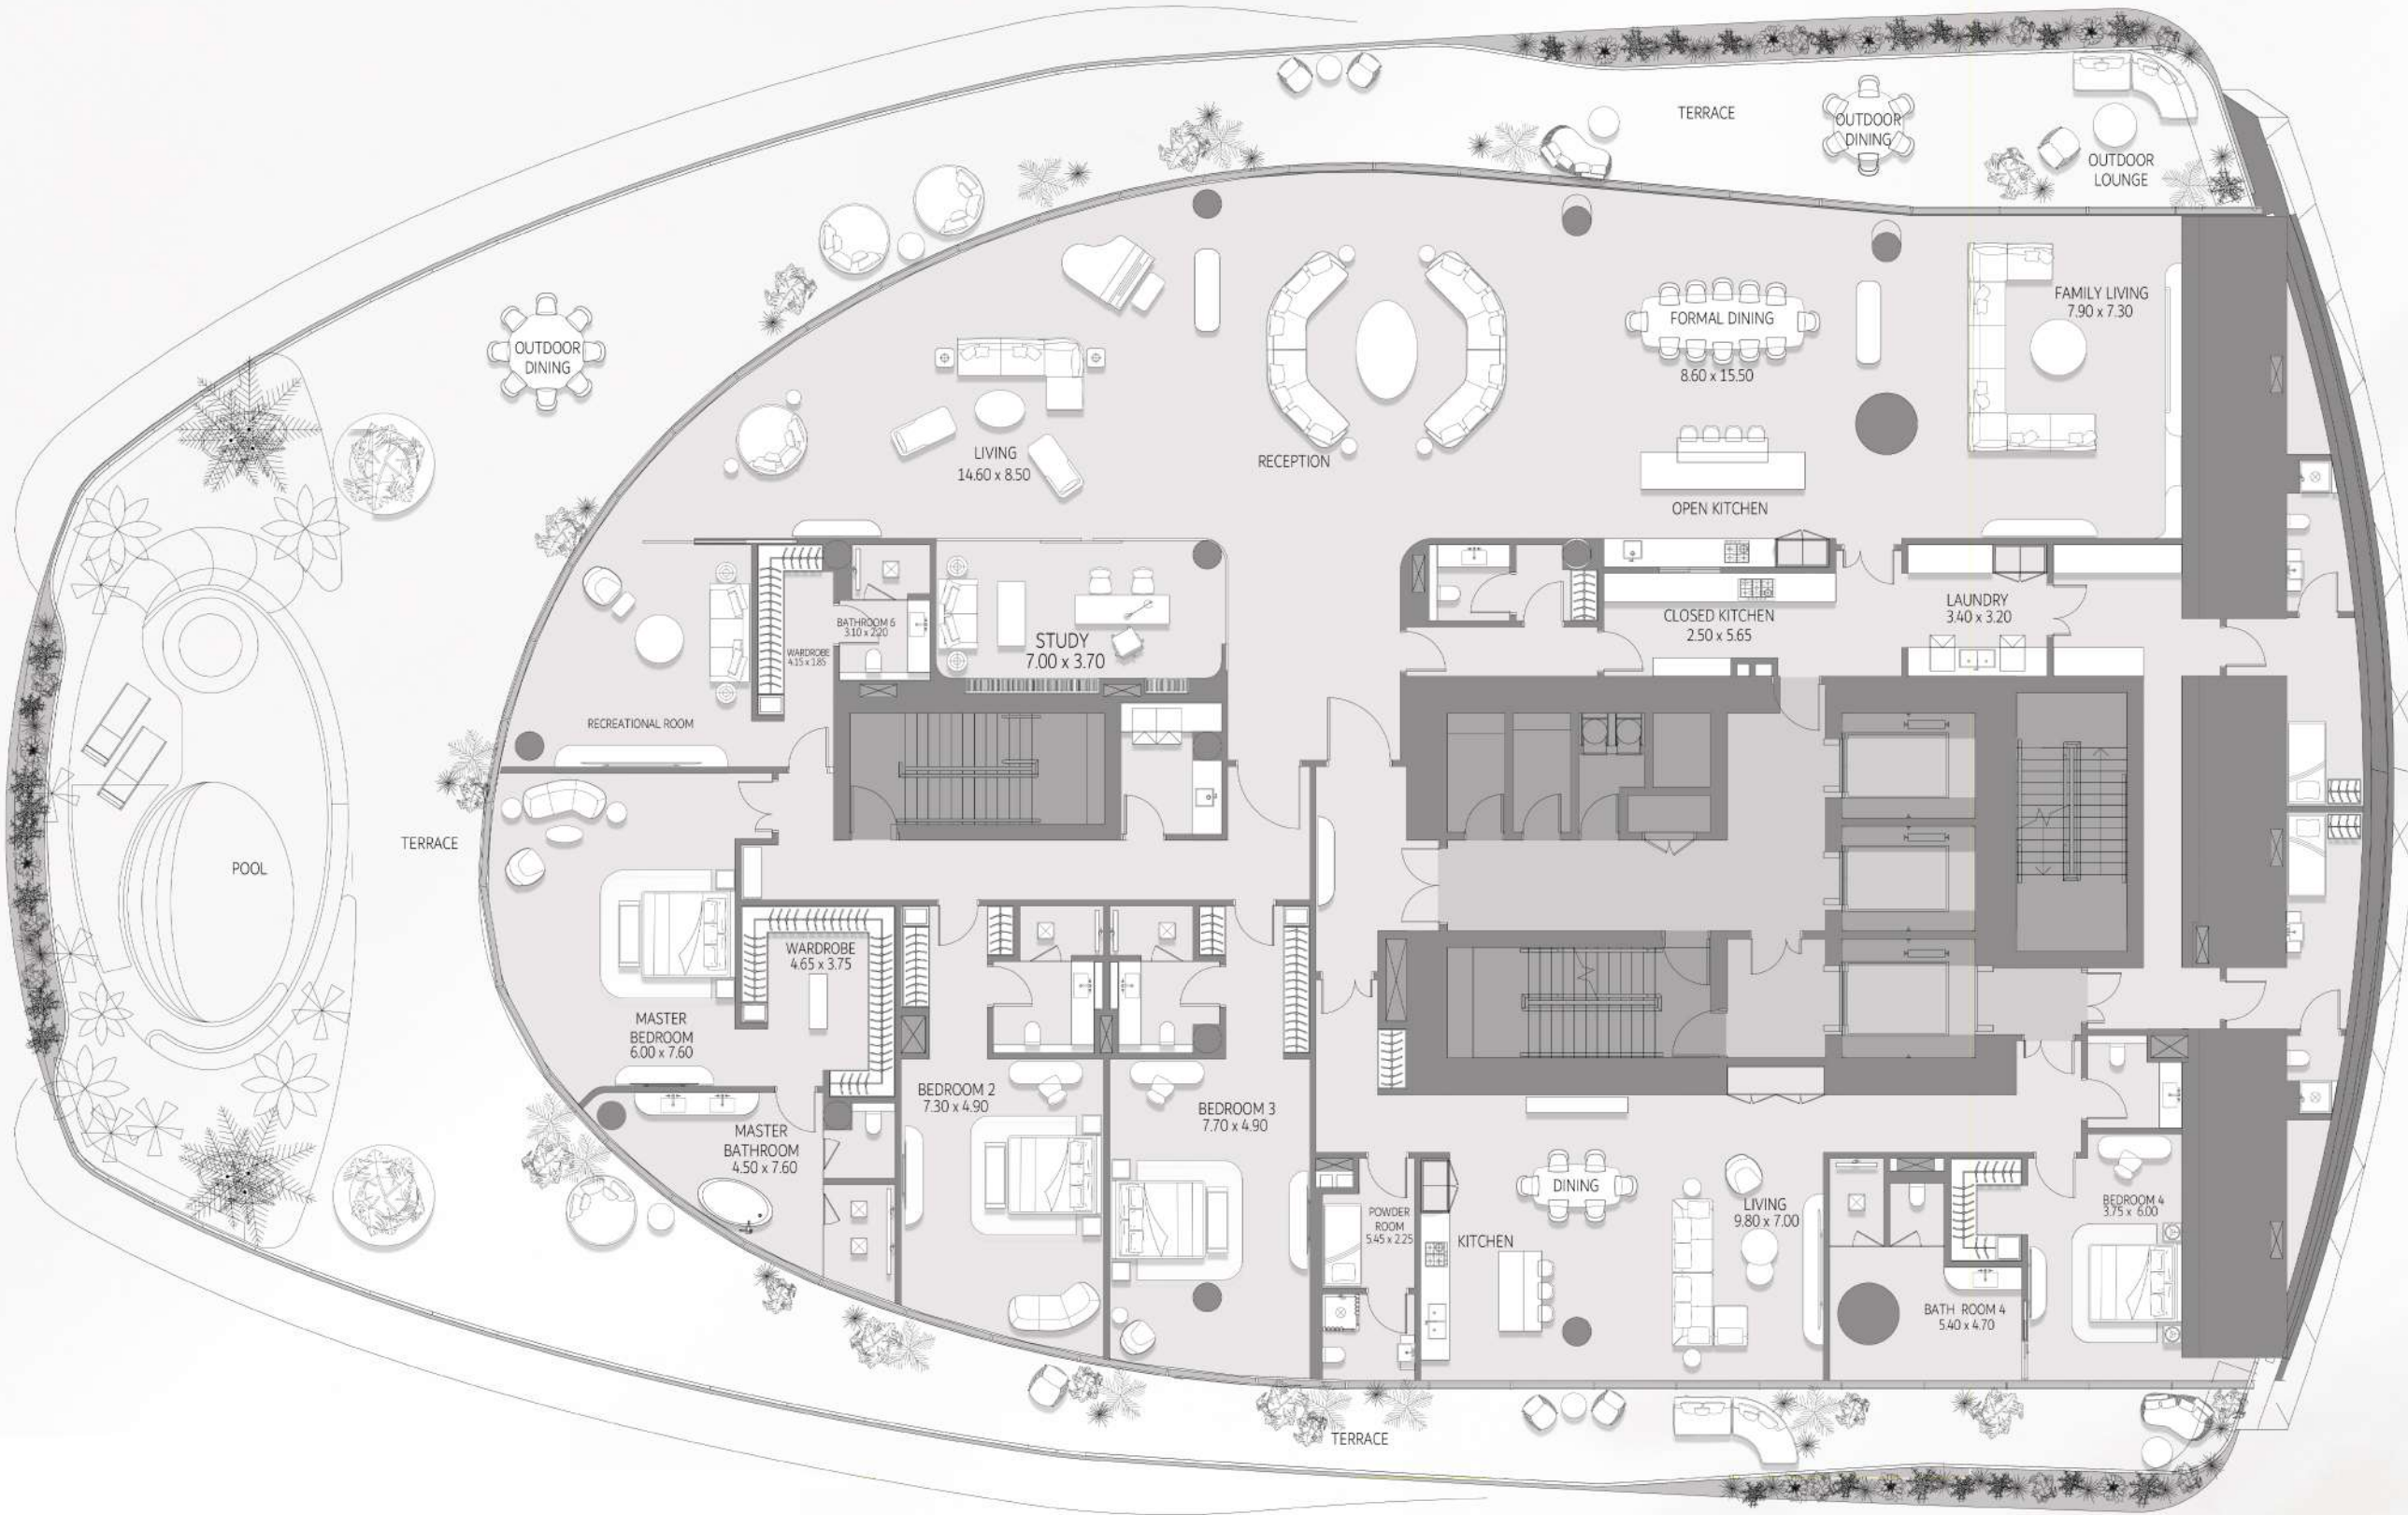 TERRACE
OUTDOOR
DINING
OUTDOOR
LOUNGE
FAMILY LIVING
7.90 x 7.30
FORMAL DINING
8.60 x 15.50
OUTDOOR
DINING
LIVING
14.60 x 8.50
RECEPTION
OPEN KITCHEN
BATHROOM 6
3.10 x 2.20
WARDROBE
4.15 x 1.85
STUDY
7.00 x 3.70
CLOSED KITCHEN
2.50 x 5.65
LAUNDRY
3.40 x 3.20
RECREATIONAL ROOM
TERRACE
POOL
WARDROBE
4.65 x 3.75
MASTER
BEDROOM
6.00 x 7.60
BEDROOM 2
7.30 x 4.90
BEDROOM 3
7.70 x 4.90
MASTER
BATHROOM
4.50 x 7.60
POWDER
ROOM
5.45 x 2.25
KITCHEN
DINING
LIVING
9.80 x 7.00
BEDROOM 4
3.75 x 6.00
BATH ROOM 4
5.40 x 4.70
TERRACE